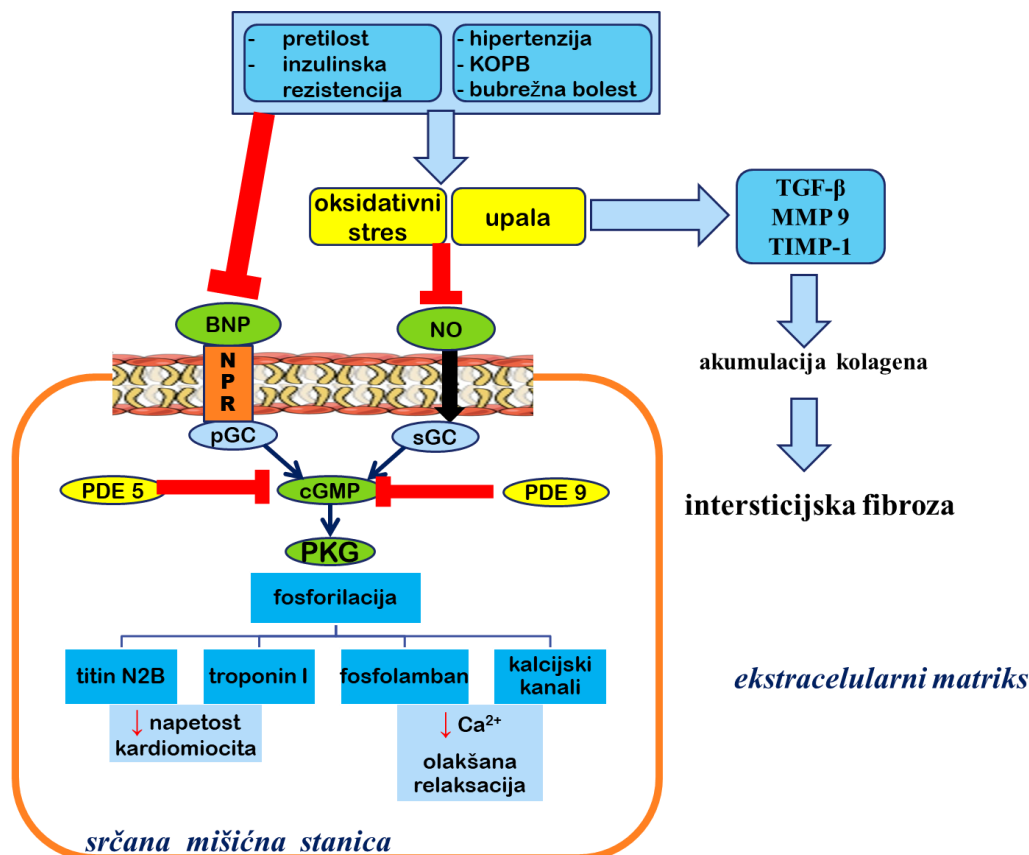 - pretilost
- inzulinska
rezistencija
- hipertenzija
- KOPB
- bubrežna bolest
oksidativni
stres
upala
TGF-β
MMP 9
TIMP-1
BNP
NO
N
P
R
akumulacija kolagena
pGC
sGC
PDE 5
cGMP
PDE 9
intersticijska fibroza
PKG
fosforilacija
titin N2B
troponin I
fosfolamban
kalcijski
kanali
↓ napetost
kardiomiocita
↓ Ca²⁺
olakšana
relaksacija
ekstracelularni matriks
srčana mišićna stanica